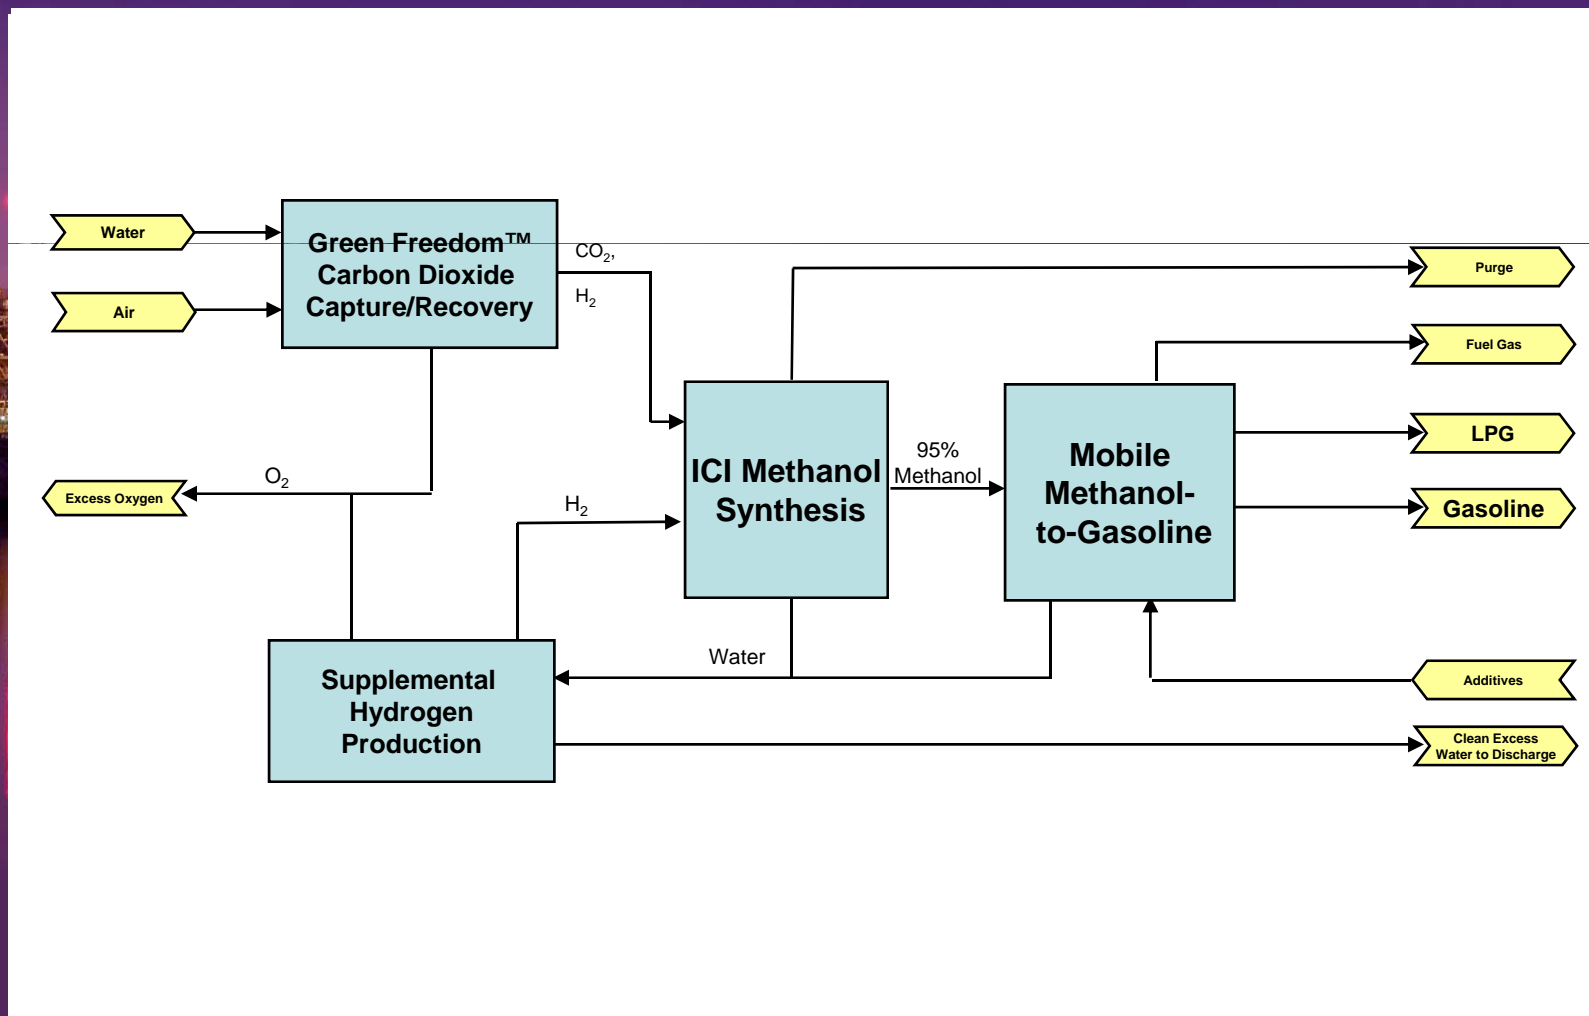 Water
Green Freedom™
Carbon Dioxide
Capture/Recovery
Air
CO₂,
H₂
Purge
Fuel Gas
LPG
Gasoline
ICI Methanol
Synthesis
95%
Methanol
Mobile
Methanol-
to-Gasoline
O₂
Excess Oxygen
H₂
Water
Supplemental
Hydrogen
Production
Additives
Clean Excess
Water to Discharge